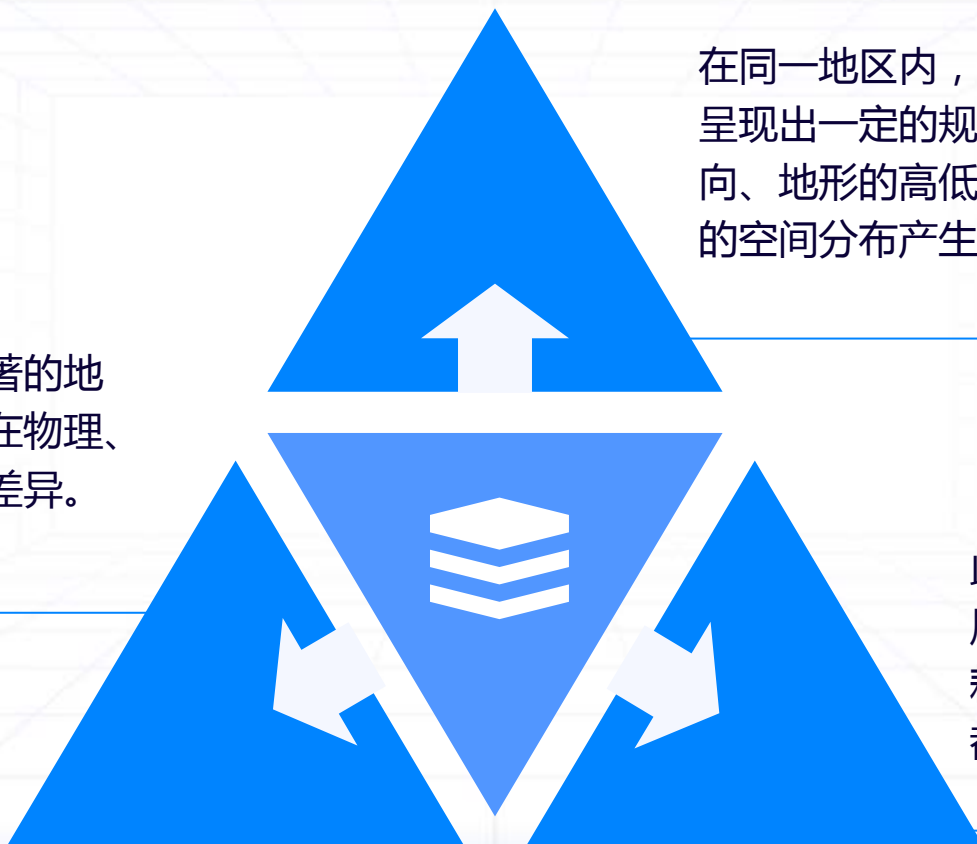 在同一地区内，
呈现出一定的规
向、地形的高低
的空间分布产生
著的地
在物理、
差异。